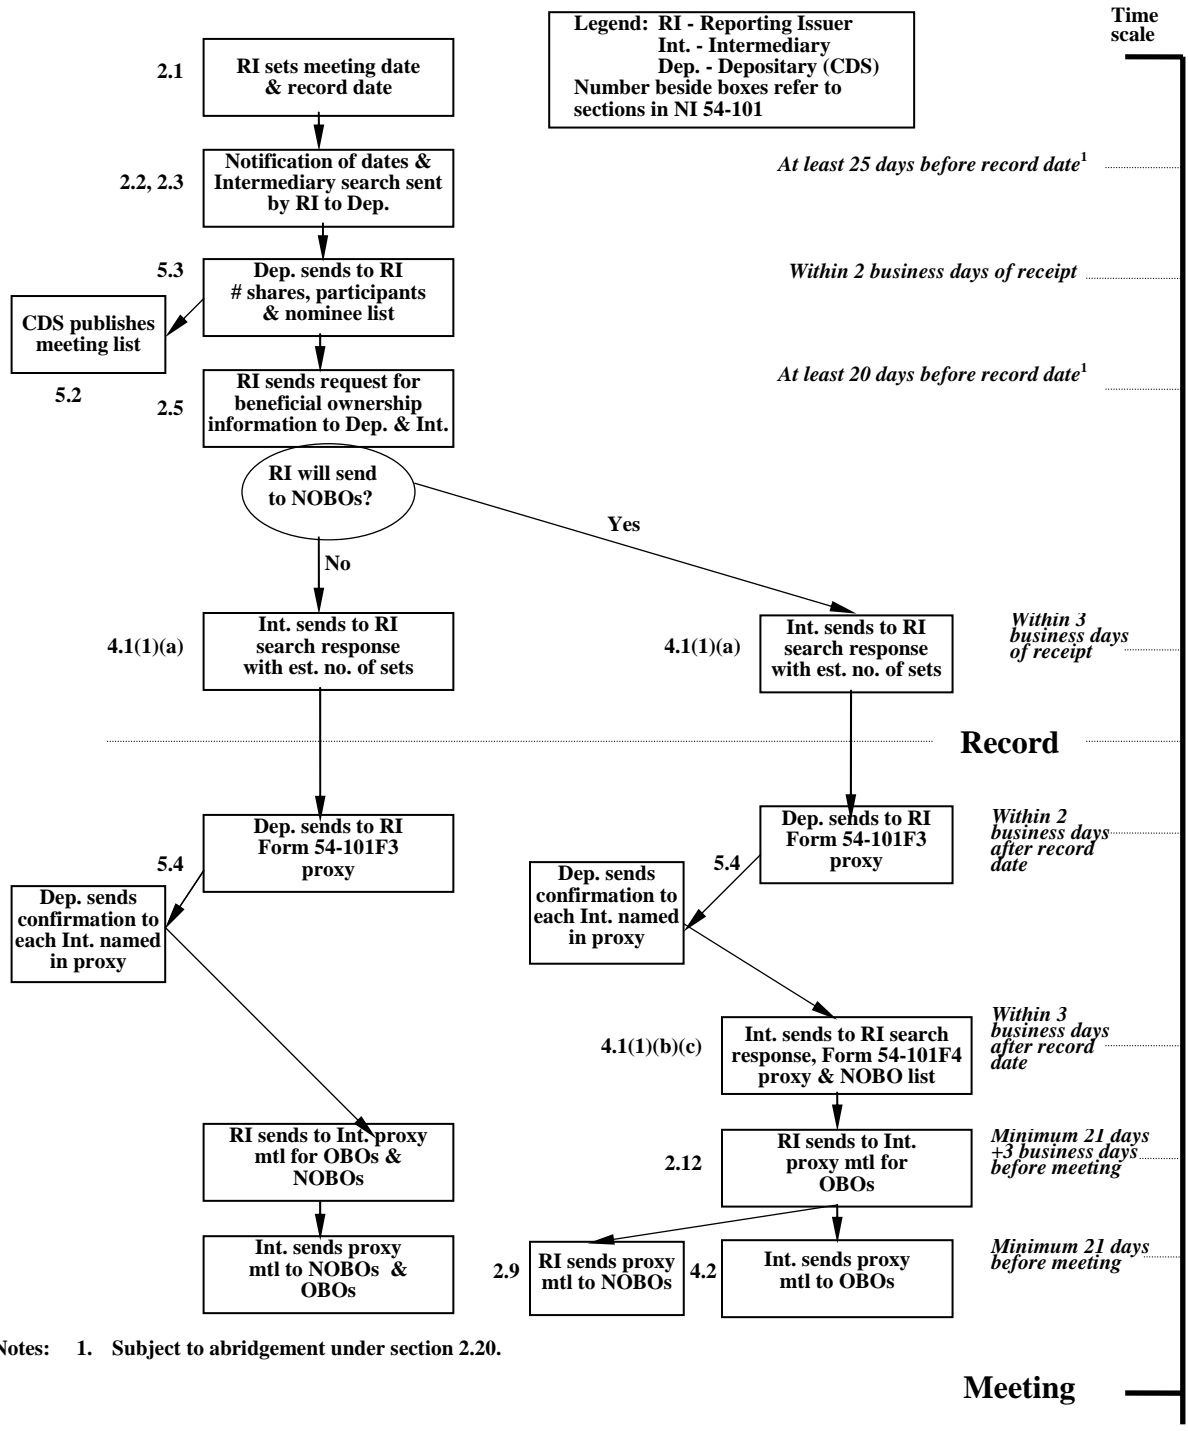 Time
scale
Legend: RI - Reporting Issuer
Int. - Intermediary
Dep. - Depositary (CDS)
Number beside boxes refer to
sections in NI 54-101
2.1
RI sets meeting date
& record date
2.2, 2.3
Notification of dates &
Intermediary search sent
by RI to Dep.
At least 25 days before record date1
5.3
Dep. sends to RI
# shares, participants
& nominee list
Within 2 business days of receipt
CDS publishes
meeting list
5.2
2.5
RI sends request for
beneficial ownership
information to Dep. & Int.
At least 20 days before record date1
RI will send
to NOBOs?
Yes
No
4.1(1)(a)
Int. sends to RI
search response
with est. no. of sets
4.1(1)(a)
Int. sends to RI
search response
with est. no. of sets
Within 3
business days
of receipt
Record
Dep. sends to RI
Form 54-101F3
proxy
5.4
Dep. sends
confirmation to
each Int. named
in proxy
Dep. sends to RI
Form 54-101F3
proxy
5.4
Dep. sends
confirmation to
each Int. named
in proxy
Within 2
business days
after record
date
4.1(1)(b)(c)
Int. sends to RI search
response, Form 54-101F4
proxy & NOBO list
Within 3
business days
after record
date
RI sends to Int. proxy
mtl for OBOs &
NOBOs
2.12
RI sends to Int.
proxy mtl for
OBOs
Minimum 21 days
+3 business days
before meeting
Int. sends proxy
mtl to NOBOs &
OBOs
2.9
RI sends proxy
mtl to NOBOs
4.2
Int. sends proxy
mtl to OBOs
Minimum 21 days
before meeting
Notes: 1. Subject to abridgement under section 2.20.
Meeting